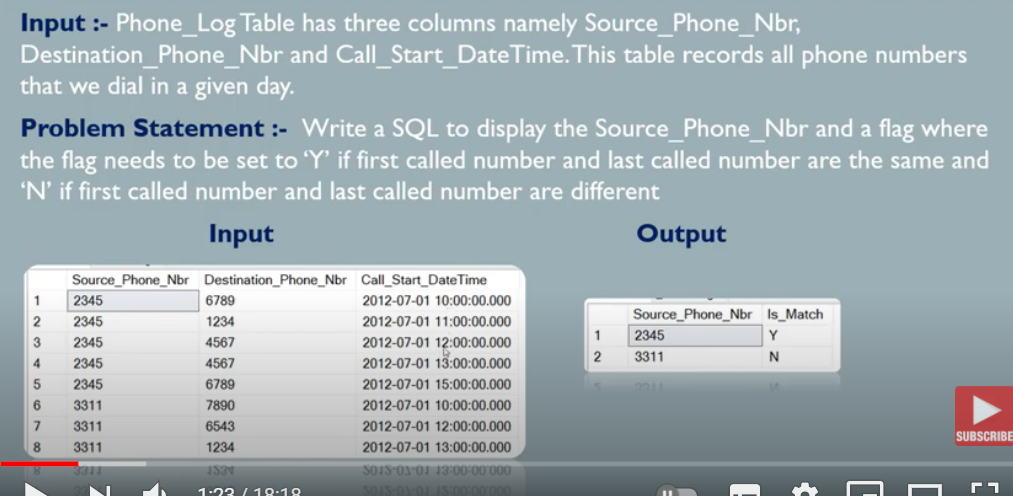 Input :- Phone_Log Table has three columns namely Source_Phone_Nbr,
Destination_Phone_Nbr and Call_Start_DateTime. This table records all phone numbers
that we dial in a given day.
Problem Statement :- Write a SQL to display the Source_Phone_Nbr and a flag where
the flag needs to be set to ‘Y’ if first called number and last called number are the same and
‘N’ if first called number and last called number are different
Input
Output
Source_Phone_Nbr Destination_Phone_Nbr Call_Start_DateTime
1 2345 6789 2012-07-01 10:00:00.000
2 2345 1234 2012-07-01 11:00:00.000
3 2345 4567 2012-07-01 12:00:00.000
4 2345 4567 2012-07-01 13:00:00.000
5 2345 6789 2012-07-01 15:00:00.000
6 3311 7890 2012-07-01 10:00:00.000
7 3311 6543 2012-07-01 12:00:00.000
8 3311 1234 2012-07-01 13:00:00.000
Source_Phone_Nbr Is_Match
1 2345 Y
2 3311 N
SUBSCRIBE
1:23 / 18:18